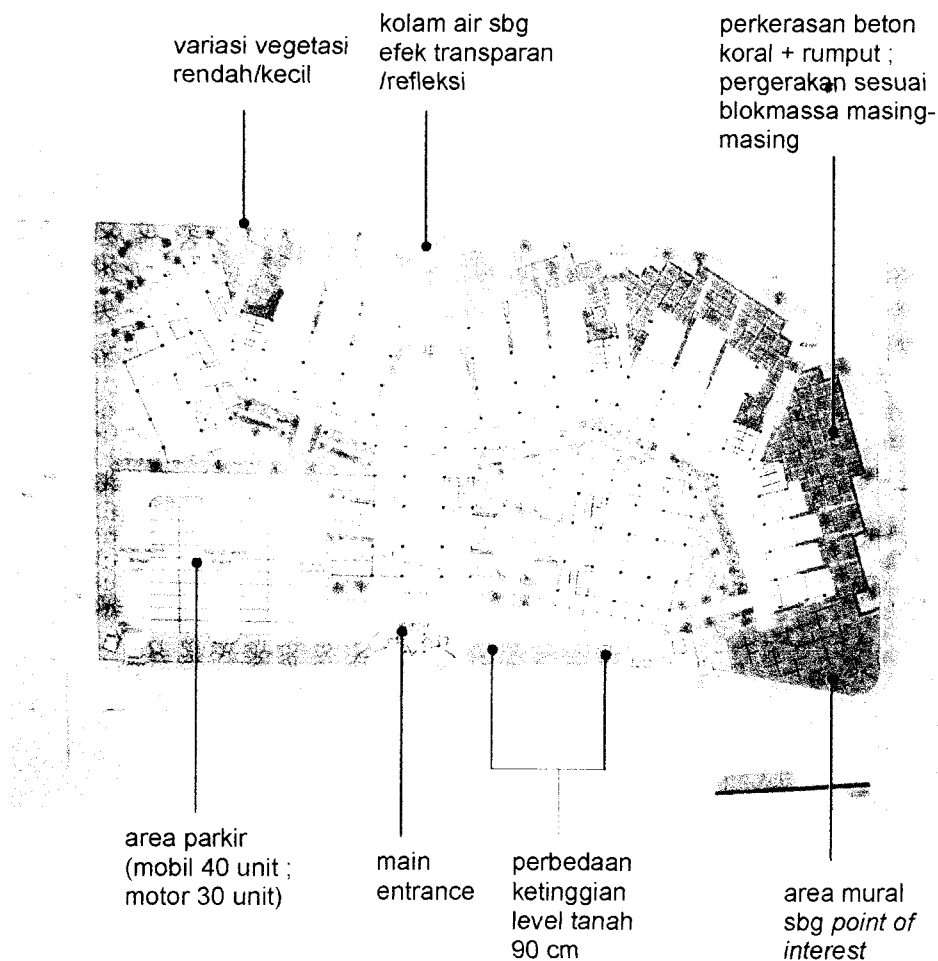 variasi vegetasi
rendah/kecil
kolam air sbg
efek transparan
/refleksi
perkerasan beton
koral + rumput ;
pergerakan sesuai
blokmassa masing-
masing
area parkir
(mobil 40 unit ;
motor 30 unit)
main
entrance
perbedaan
ketinggian
level tanah
90 cm
area mural
sbg point of
interest